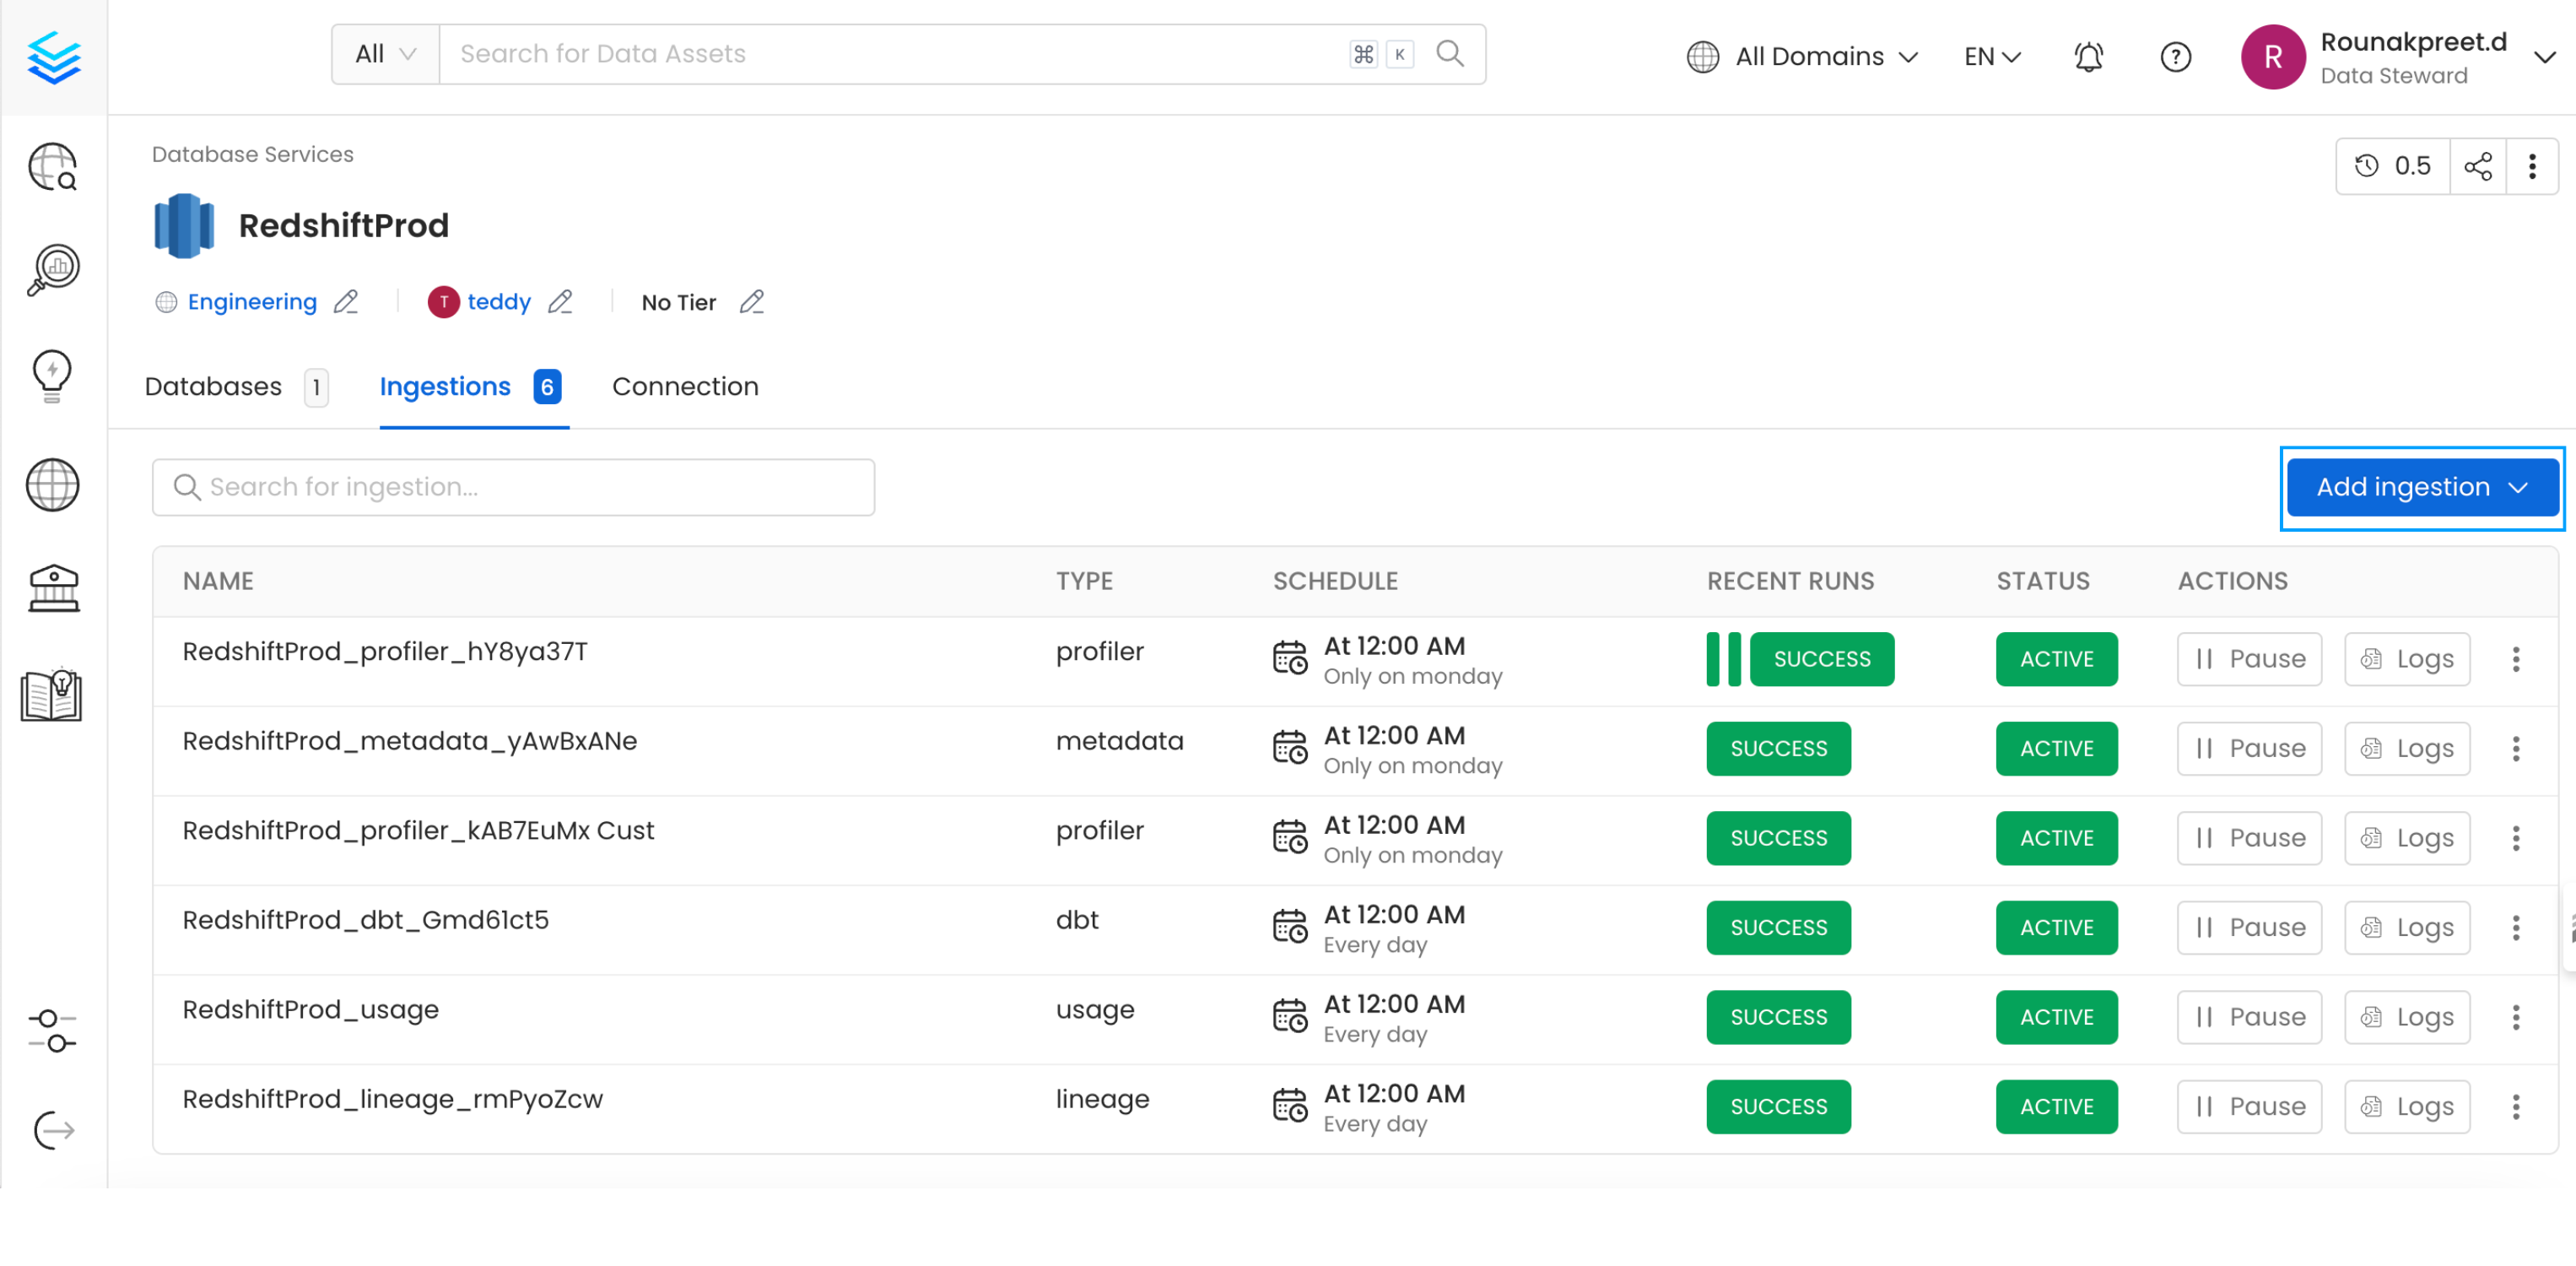 All Search for Data Assets ⌘ K All Domains EN ? R Roundakpreet.d
Data Steward
Database Services
0.5
RedshiftProd
Engineering T teddy No Tier
Databases 1 Ingestions 6 Connection
Search for ingestion... Add ingestion
NAME TYPE SCHEDULE RECENT RUNS STATUS ACTIONS
RedshiftProd_profiler_hY8ya37T profiler At 12:00 AM SUCCESS ACTIVE Pause Logs
Only on monday
RedshiftProd_metadata_yAwBxANe metadata At 12:00 AM SUCCESS ACTIVE Pause Logs
Only on monday
RedshiftProd_profiler_kAB7EuMx Cust profiler At 12:00 AM SUCCESS ACTIVE Pause Logs
Only on monday
RedshiftProd_dbt_Gmd61ct5 dbt At 12:00 AM SUCCESS ACTIVE Pause Logs
Every day
RedshiftProd_usage usage At 12:00 AM SUCCESS ACTIVE Pause Logs
Every day
RedshiftProd_lineage_rmPyoZcw lineage At 12:00 AM SUCCESS ACTIVE Pause Logs
Every day